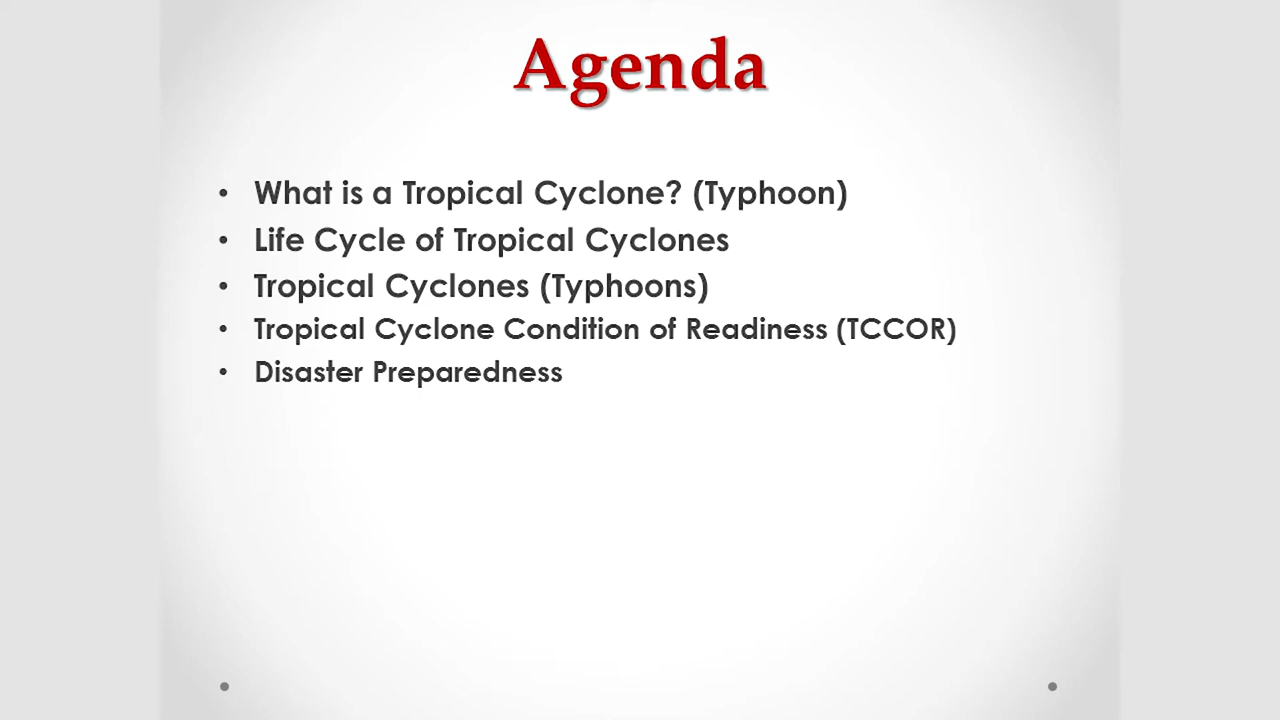 Agenda
• What is a Tropical Cyclone? (Typhoon)
• Life Cycle of Tropical Cyclones
• Tropical Cyclones (Typhoons)
• Tropical Cyclone Condition of Readiness (TCCOR)
• Disaster Preparedness